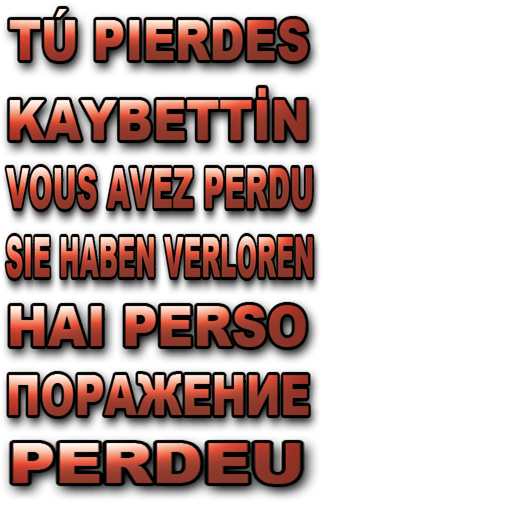 TÚ PIERDES
KAYBETTİN
VOUS AVEZ PERDU
SIE HABEN VERLOREN
HAI PERSO
ПОРАЖЕНИЕ
PERDEU